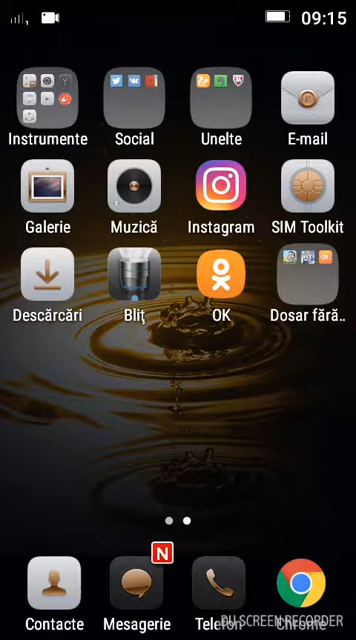 09:15
Instrumente
Social
Unelte
E-mail
Galerie
Muzică
Instagram
SIM Toolkit
Descărcări
Bliț
OK
Dosar fără..
N
Contacte
Mesagerie
Telefon
Chrome
DU SCREEN RECORDER